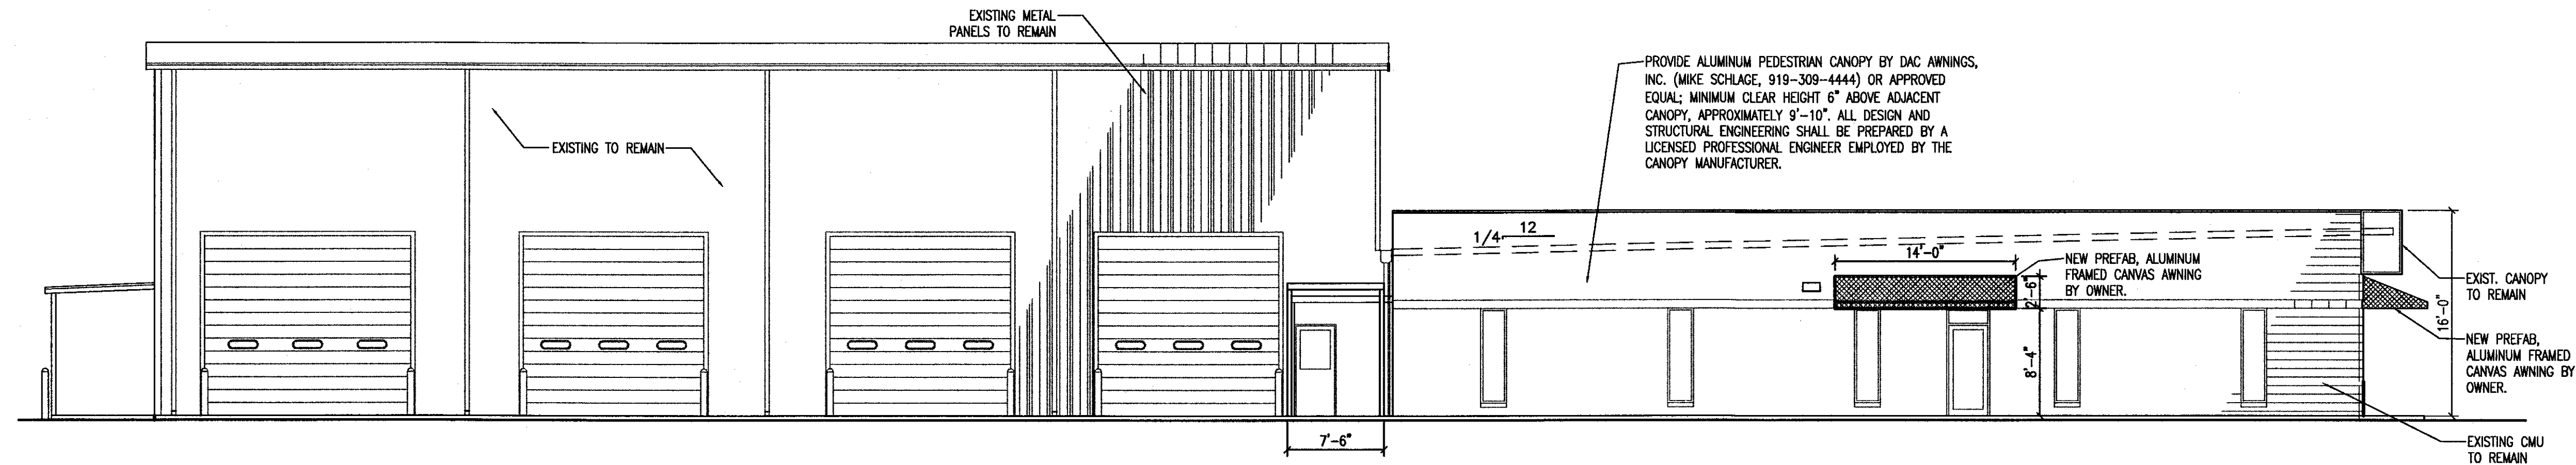 EXISTING METAL
PANELS TO REMAIN
EXISTING TO REMAIN
PROVIDE ALUMINUM PEDESTRIAN CANOPY BY DAC AWNINGS,
INC. (MIKE SCHLAGE, 919-309-4444) OR APPROVED
EQUAL; MINIMUM CLEAR HEIGHT 6" ABOVE ADJACENT
CANOPY, APPROXIMATELY 9'-10". ALL DESIGN AND
STRUCTURAL ENGINEERING SHALL BE PREPARED BY A
LICENSED PROFESSIONAL ENGINEER EMPLOYED BY THE
CANOPY MANUFACTURER.
1/4
12
14'-0"
NEW PREFAB, ALUMINUM
FRAMED CANVAS AWNING
BY OWNER.
2'-6"
8'-4"
16'-0"
EXIST. CANOPY
TO REMAIN
NEW PREFAB,
ALUMINUM FRAMED
CANVAS AWNING BY
OWNER.
7'-6"
EXISTING CMU
TO REMAIN